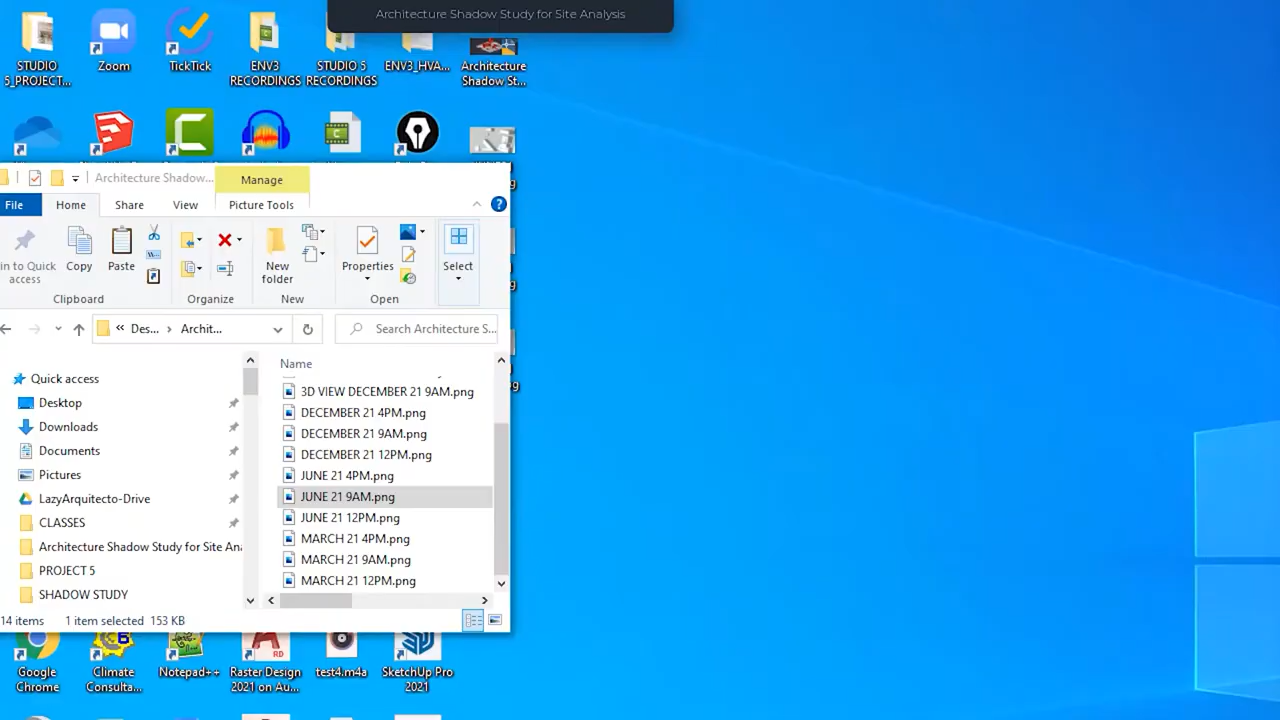 Architecture Shadow Study for Site Analysis
STUDIO
5_PROJECT...
Zoom
TickTick
ENV3
RECORDINGS
STUDIO 5
RECORDINGS
ENV3_HVA...
Architecture
Shadow St...
Architecture Shadow...
Manage
File
Home
Share
View
Picture Tools
in to Quick
access
Copy
Paste
New
folder
Properties
Select
Clipboard
Organize
New
Open
« Des... › Archit...
Search Architecture S...
Name
Quick access
Desktop
Downloads
Documents
Pictures
LazyArquitecto-Drive
CLASSES
Architecture Shadow Study for Site An
PROJECT 5
SHADOW STUDY
3D VIEW DECEMBER 21 9AM.png
DECEMBER 21 4PM.png
DECEMBER 21 9AM.png
DECEMBER 21 12PM.png
JUNE 21 4PM.png
JUNE 21 9AM.png
JUNE 21 12PM.png
MARCH 21 4PM.png
MARCH 21 9AM.png
MARCH 21 12PM.png
14 items
1 item selected 153 KB
Google
Chrome
Climate
Consulta...
Notepad++
Raster Design
2021 on Au...
test4.m4a
SketchUp Pro
2021